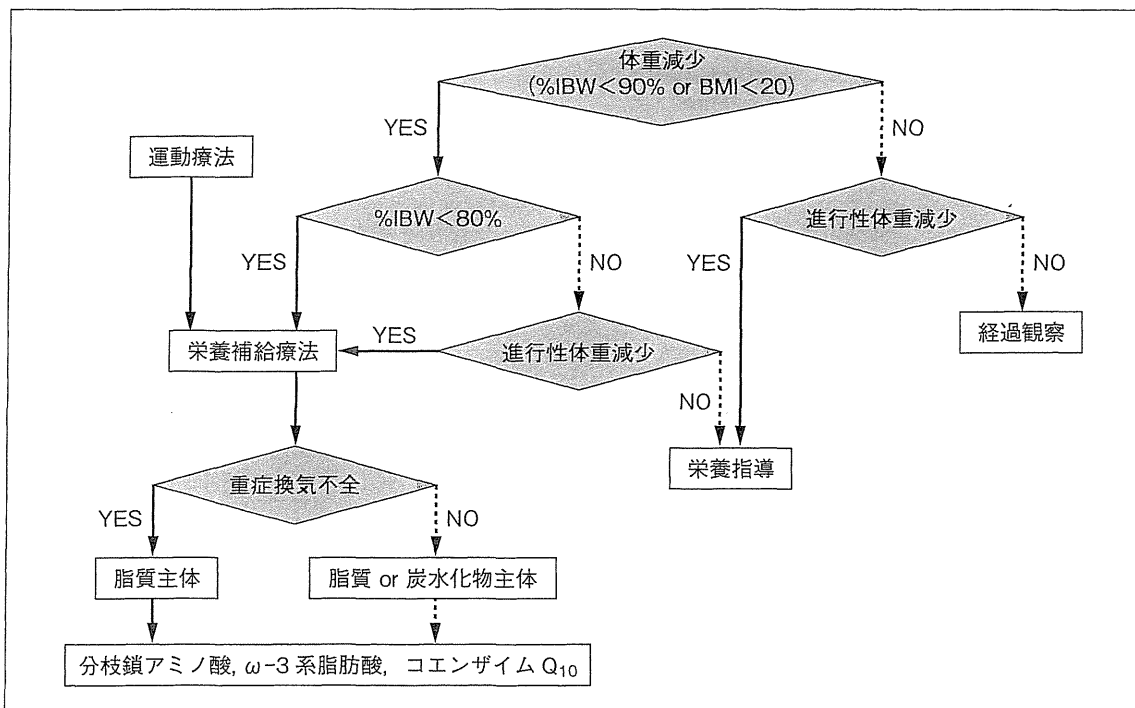 体重減少
(%IBW<90% or BMI<20)
YES
NO
運動療法
%IBW<80%
進行性体重減少
YES
NO
YES
NO
栄養補給療法
YES
進行性体重減少
経過観察
NO
栄養指導
重症換気不全
YES
NO
脂質主体
脂質 or 炭水化物主体
分枝鎖アミノ酸, ω-3 系脂肪酸, コエンザイム Q₁₀